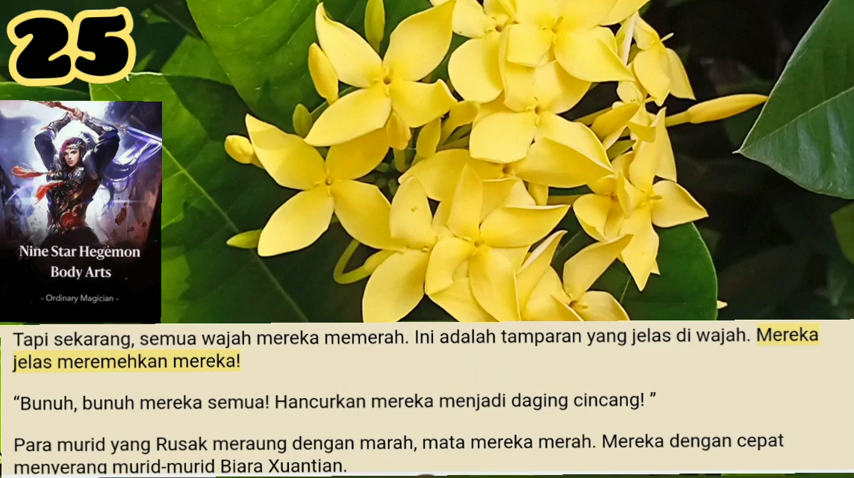 25
Nine Star Hegemon
Body Arts
- Ordinary Magician -
Tapi sekarang, semua wajah mereka memerah. Ini adalah tamparan yang jelas di wajah. Mereka
jelas meremehkan mereka!
“Bunuh, bunuh mereka semua! Hancurkan mereka menjadi daging cincang! ”
Para murid yang Rusak meraung dengan marah, mata mereka merah. Mereka dengan cepat
menyerang murid-murid Biara Xuantian.